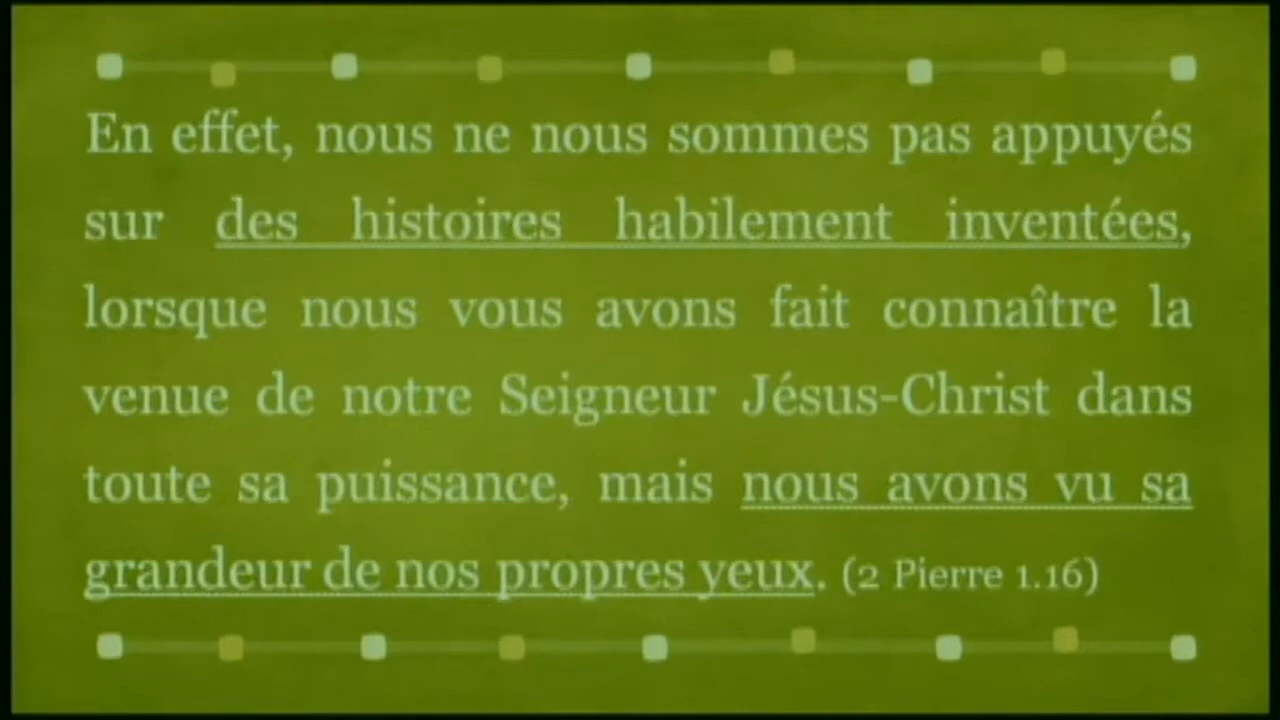 En effet, nous ne nous sommes pas appuyés
sur des histoires habilement inventées,
lorsque nous vous avons fait connaître la
venue de notre Seigneur Jésus-Christ dans
toute sa puissance, mais nous avons vu sa
grandeur de nos propres yeux. (2 Pierre 1.16)